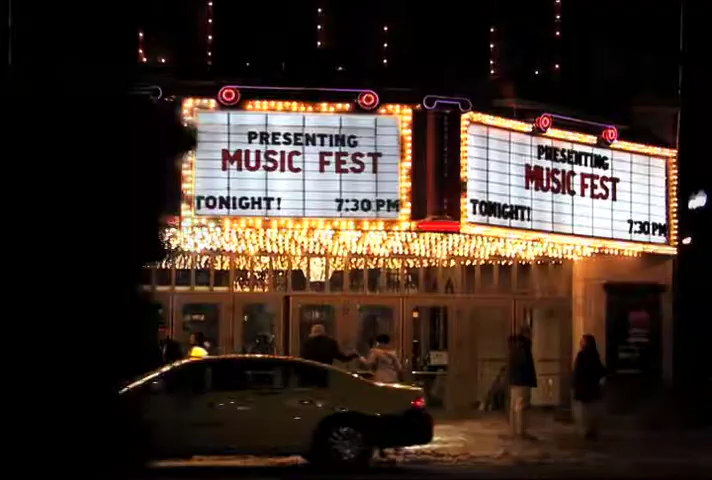 PRESENTING
MUSIC FEST
TONIGHT! 7:30 PM
PRESENTING
MUSIC FEST
TONIGHT!
7:30 PM